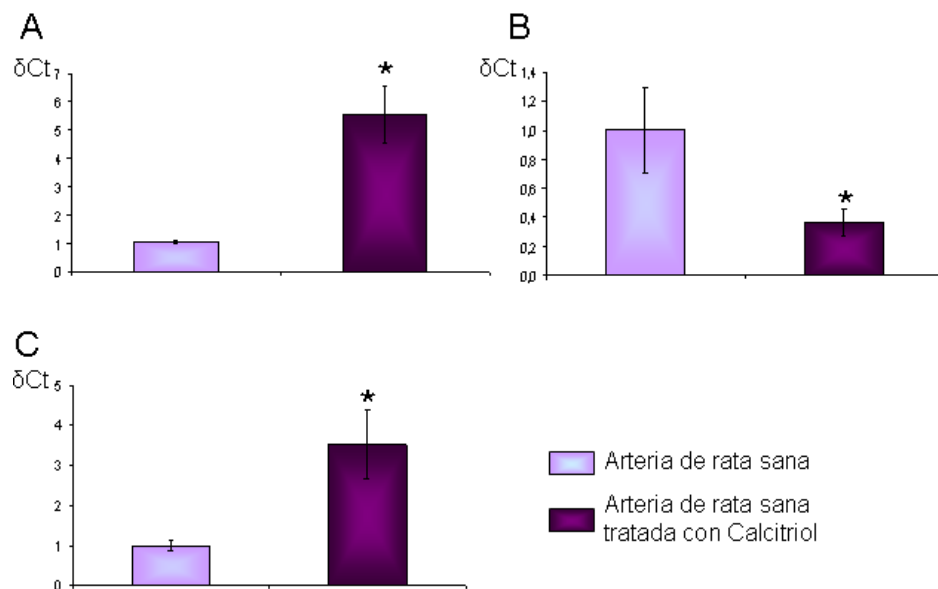 A
δCt
7
6
5
4
3
2
1
0
*
B
δCt
1,4
1,2
1,0
0,8
0,6
0,4
0,2
0,0
*
C
δCt
5
4
3
2
1
0
*
Arteria de rata sana
Arteria de rata sana
tratada con Calcitriol